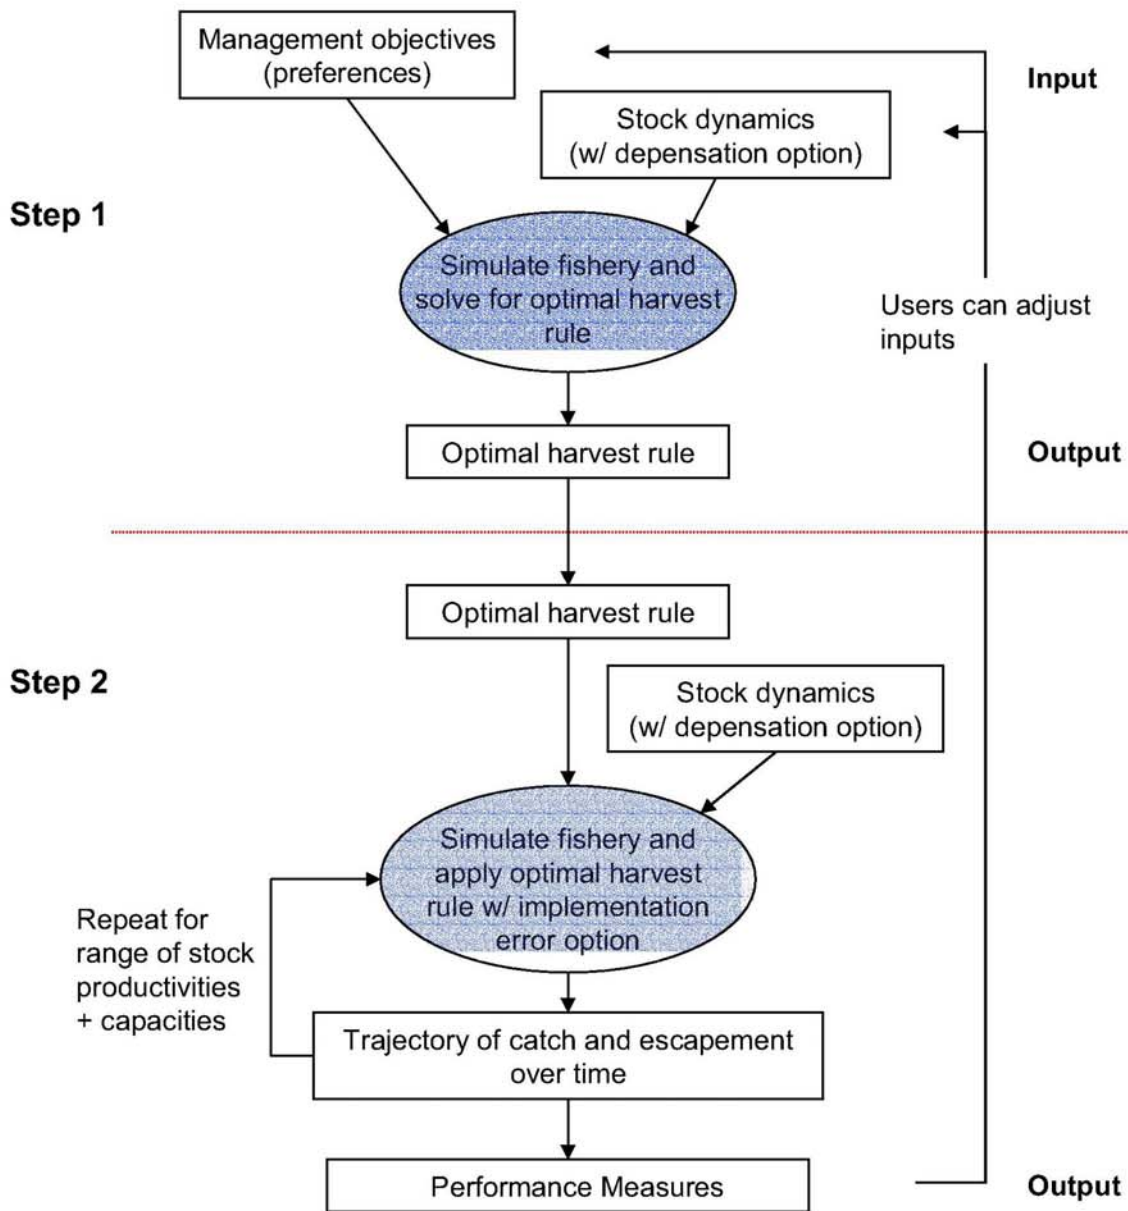 Management objectives
(preferences)
Input
Stock dynamics
(w/ depensation option)
Step 1
Simulate fishery and
solve for optimal harvest
rule
Users can adjust
inputs
Optimal harvest rule
Output
Optimal harvest rule
Step 2
Stock dynamics
(w/ depensation option)
Simulate fishery and
apply optimal harvest
rule w/ implementation
error option
Repeat for
range of stock
productivities
+ capacities
Trajectory of catch and escapement
over time
Performance Measures
Output